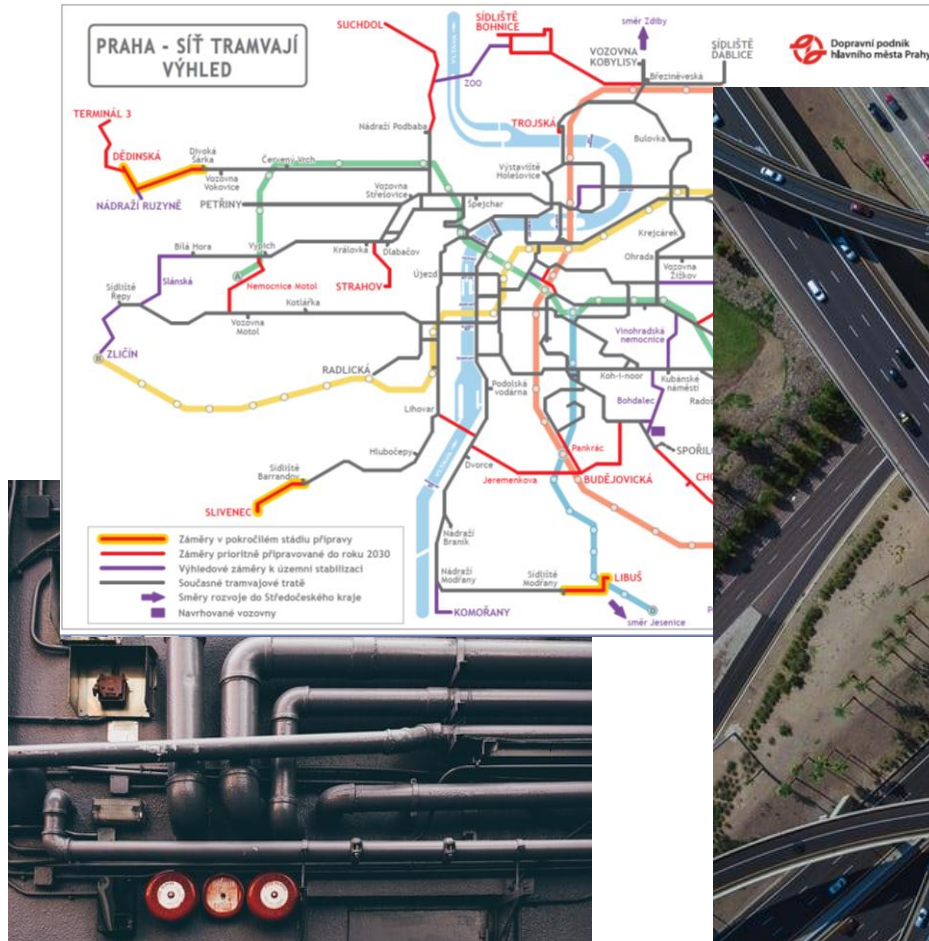 PRAHA - SÍŤ TRAMVAJÍ
VÝHLED
SUCHDOL
SÍDLIŠTĚ
BOHNICE
směr Zdiby
VOZOVNA
KOBYLISY
SÍDLIŠTĚ
ĎÁBLICE
Dopravní podnik
hlavního města Prahy
Březiněveská
ZOO
VLTAVA
TERMINÁL 3
Nádraží Podbaba
TROJSKÁ
Bulovka
DĚDINSKÁ
Divoká
Šárka
Červený Vrch
Vozovna
Vokovice
Výstaviště
Holešovice
NÁDRAŽÍ RUZYNĚ
PETŘINY
Vozovna
Střešovice
Špejchar
Krejcárek
Bílá Hora
Vypich
Královka
Dlabačov
Ohrada
Vozovna
Žižkov
Slánská
A
Nemocnice Motol
STRAHOV
Újezd
Sídliště
Řepy
Kotlářka
Vozovna
Motol
Vinohradská
nemocnice
B
ZLIČÍN
RADLICKÁ
Koh-i-noor
Kubánské
náměstí
Podolská
vodárna
Bohdalec
Lihovar
Hlubočepy
Pankrác
SPOŘIL
Dvorce
Sídliště
Barrandov
Jeremenkova
BUDĚJOVICKÁ
VLTAVA
SLIVENEC
Nádraží
Braník
Záměry v pokročilém stádiu přípravy
Záměry prioritně připravované do roku 2030
Výhledové záměry k územní stabilizaci
Současné tramvajové tratě
Směry rozvoje do Středočeského kraje
Navrhované vozovny
Nádraží
Modřany
Sídliště
Modřany
LIBUŠ
KOMOŘANY
D
směr Jesenice